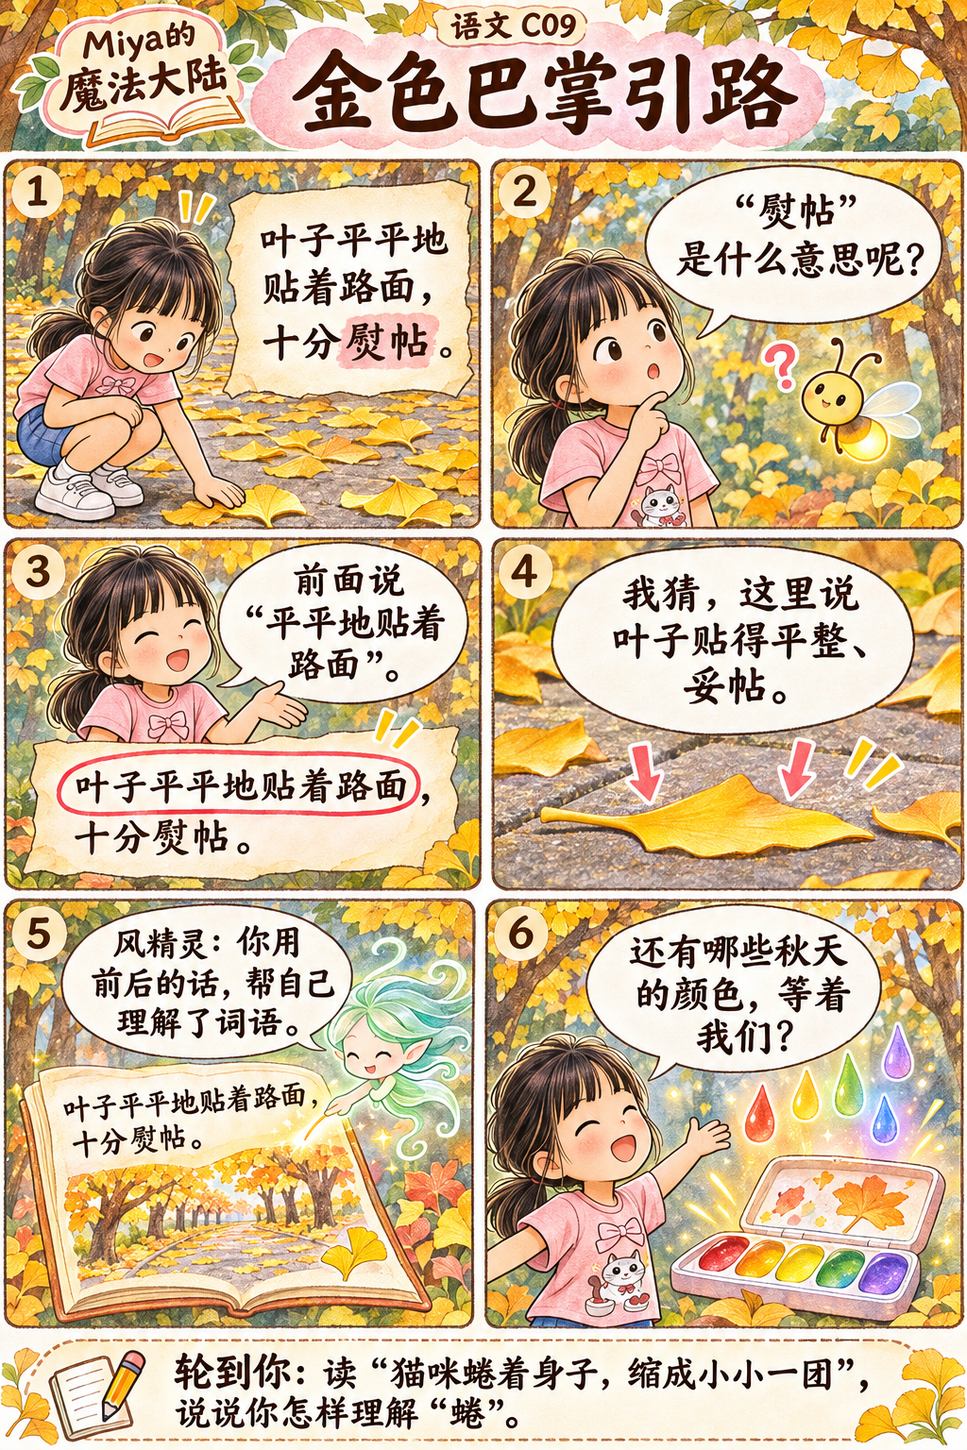 Miya的
魔法大陆
语文 C09
金色巴掌引路
1
叶子平平地
贴着路面，
十分熨帖。
2
“熨帖”
是什么意思呢？
?
3
前面说
“平平地贴着
路面”。
叶子平平地贴着路面，
十分熨帖。
4
我猜，这里说
叶子贴得平整、
妥帖。
5
风精灵：你用
前后的话，帮自己
理解了词语。
叶子平平地贴着路面，
十分熨帖。
6
还有哪些秋天
的颜色，等着
我们？
轮到你：读“猫咪蜷着身子，缩成小小一团”，
说说你怎样理解“蜷”。